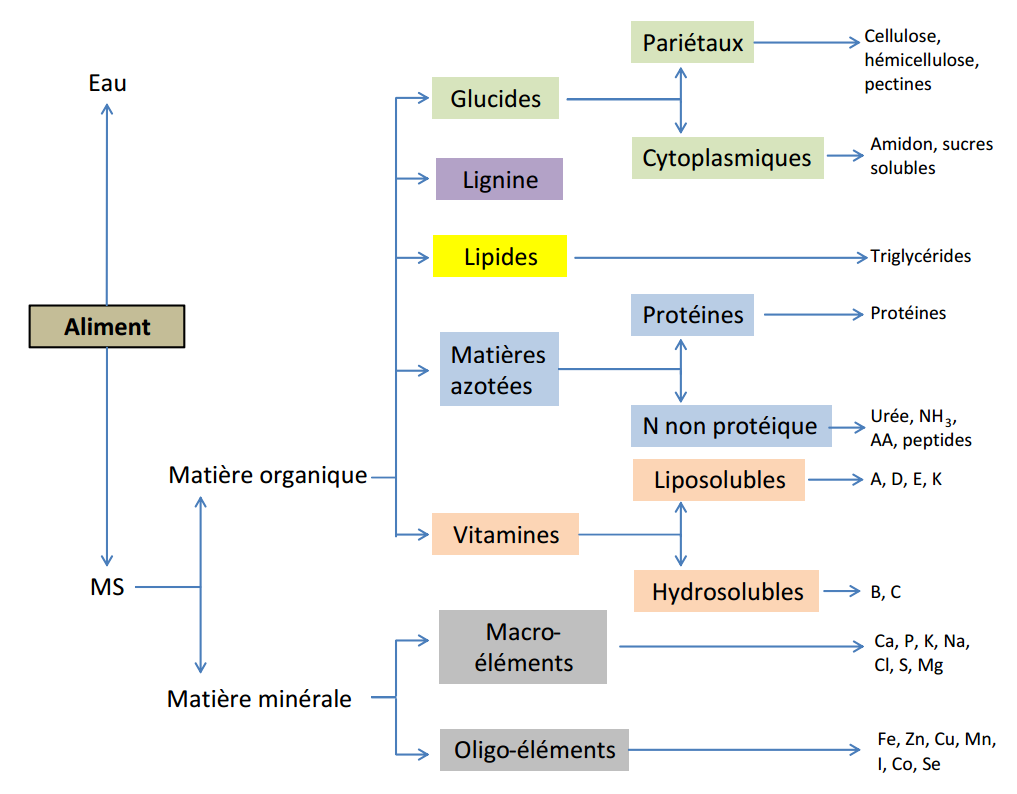 Eau
Aliment
MS
Matière organique
Matière minérale
Glucides
Pariétaux
Cellulose,
hémicellulose,
pectines
Cytoplasmiques
Amidon, sucres
solubles
Lignine
Lipides
Triglycérides
Matières
azotées
Protéines
Protéines
N non protéique
Urée, NH₃,
AA, peptides
Vitamines
Liposolubles
A, D, E, K
Hydrosolubles
B, C
Macro-
éléments
Ca, P, K, Na,
Cl, S, Mg
Oligo-éléments
Fe, Zn, Cu, Mn,
I, Co, Se